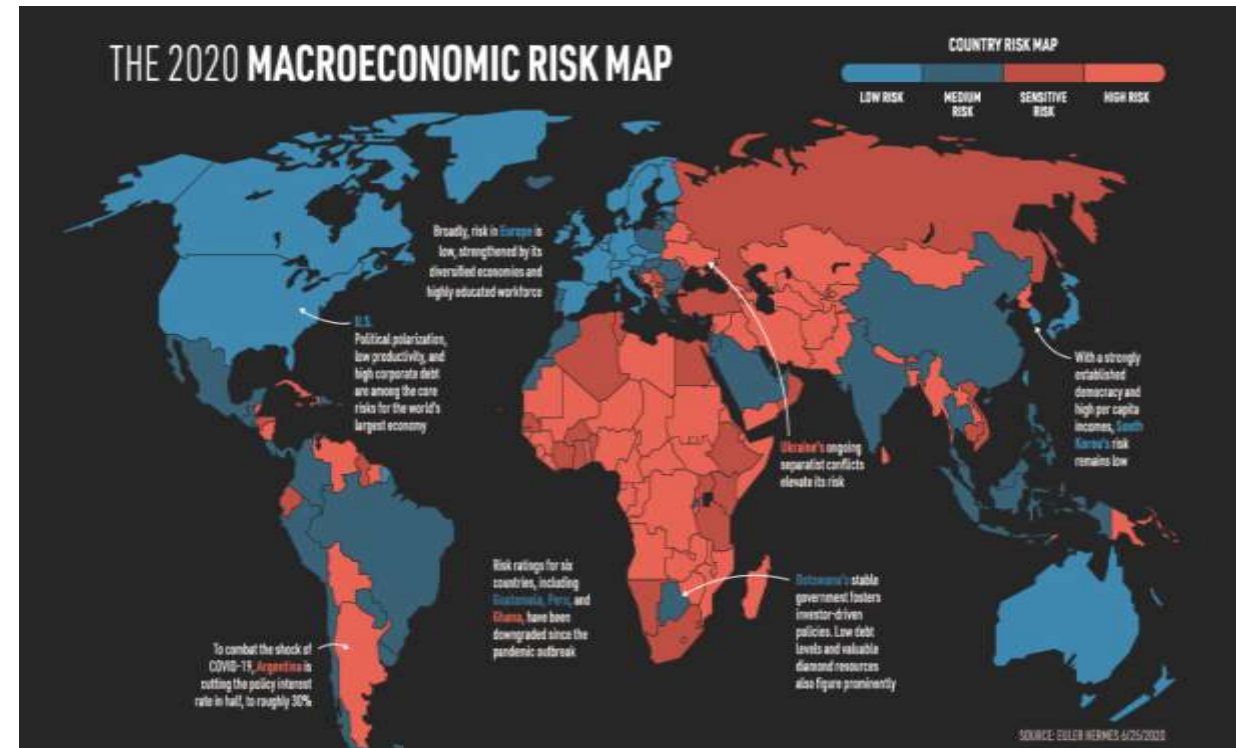 THE 2020 MACROECONOMIC RISK MAP
COUNTRY RISK MAP
LOW RISK
MEDIUM
RISK
SENSITIVE
RISK
HIGH RISK
Broadly, risk in Europe is
low, strengthened by its
diversified economies and
highly educated workforce
U.S.
Political polarization,
low productivity, and
high corporate debt
are among the core
risks for the world's
largest economy
With a strongly
established
democracy and
high per capita
incomes, South
Korea's risk
remains low
Ukraine's ongoing
separatist conflicts
elevate its risk
Risk ratings for six
countries, including
Guatemala, Peru, and
Ghana, have been
downgraded since the
pandemic outbreak
Botswana's stable
government fosters
investor-driven
policies. Low debt
levels and valuable
diamond resources
also figure prominently
To combat the shock of
COVID-19, Argentina is
cutting the policy interest
rate in half, to roughly 30%
SOURCE: EULER HERMES 6/25/2020